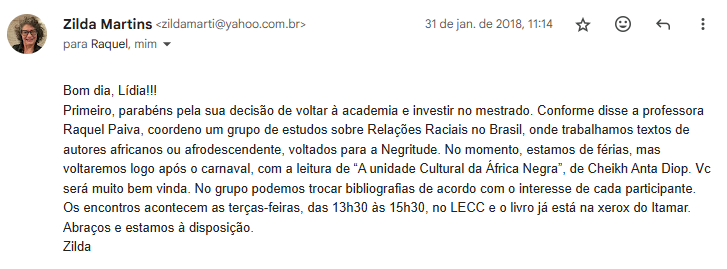 Zilda Martins <zildamarti@yahoo.com.br> 31 de jan. de 2018, 11:14
para Raquel, mim
Bom dia, Lídia!!!
Primeiro, parabéns pela sua decisão de voltar à academia e investir no mestrado. Conforme disse a professora
Raquel Paiva, coordeno um grupo de estudos sobre Relações Raciais no Brasil, onde trabalhamos textos de
autores africanos ou afrodescendente, voltados para a Negritude. No momento, estamos de férias, mas
voltaremos logo após o carnaval, com a leitura de “A unidade Cultural da África Negra”, de Cheikh Anta Diop. Vc
será muito bem vinda. No grupo podemos trocar bibliografias de acordo com o interesse de cada participante.
Os encontros acontecem as terças-feiras, das 13h30 às 15h30, no LECC e o livro já está na xerox do Itamar.
Abraços e estamos à disposição.
Zilda